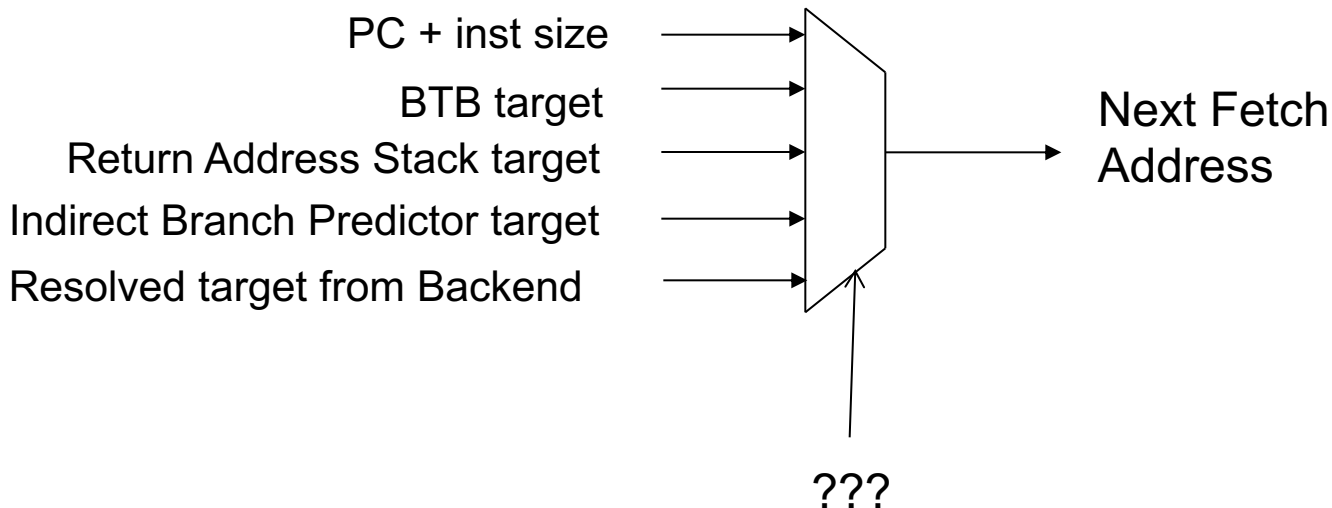 PC + inst size
BTB target
Return Address Stack target
Indirect Branch Predictor target
Resolved target from Backend
Next Fetch
Address
???